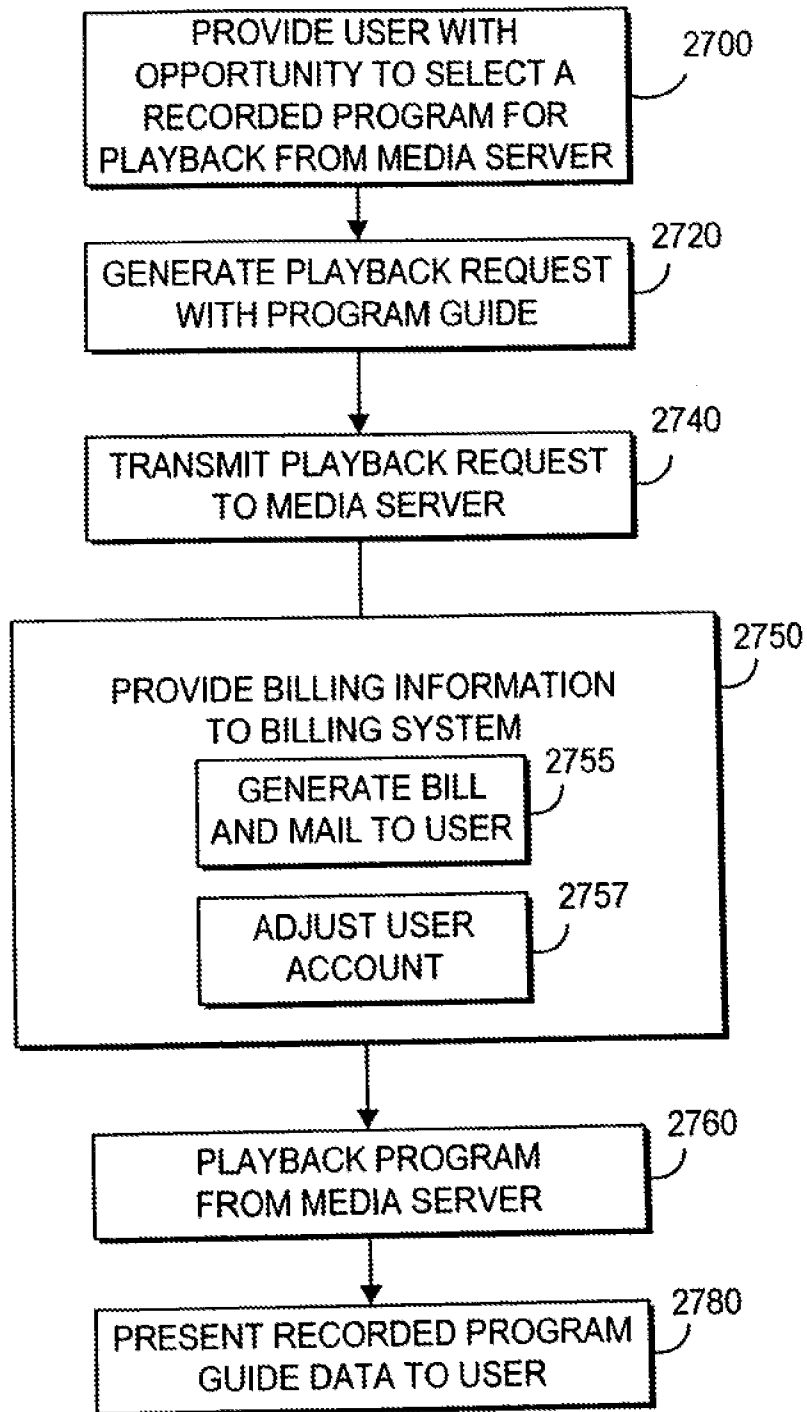 PROVIDE USER WITH
OPPORTUNITY TO SELECT A
RECORDED PROGRAM FOR
PLAYBACK FROM MEDIA SERVER
2700
GENERATE PLAYBACK REQUEST
WITH PROGRAM GUIDE
2720
TRANSMIT PLAYBACK REQUEST
TO MEDIA SERVER
2740
PROVIDE BILLING INFORMATION
TO BILLING SYSTEM
2750
GENERATE BILL
AND MAIL TO USER
2755
ADJUST USER
ACCOUNT
2757
PLAYBACK PROGRAM
FROM MEDIA SERVER
2760
PRESENT RECORDED PROGRAM
GUIDE DATA TO USER
2780